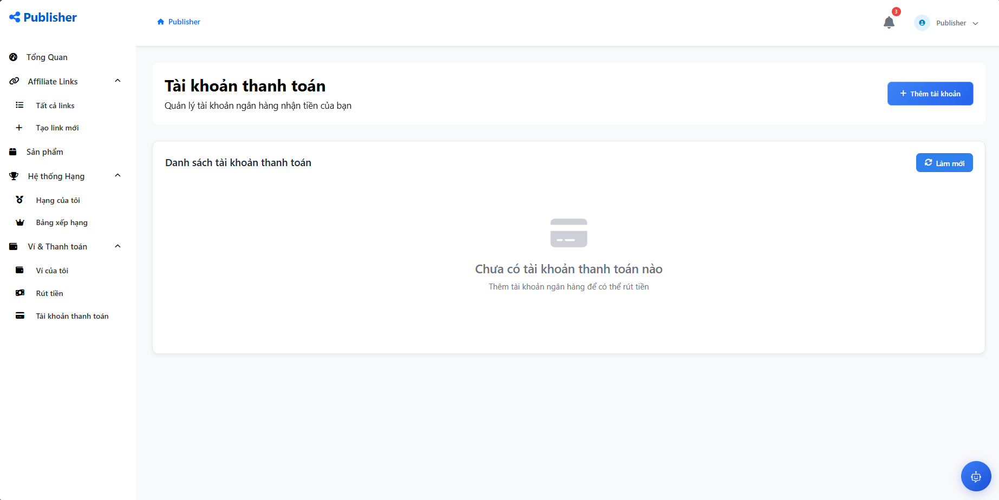 Publisher
Publisher
3
Publisher
Tổng Quan
Affiliate Links
Tất cả links
Tạo link mới
Sản phẩm
Hệ thống Hạng
Hạng của tôi
Bảng xếp hạng
Ví & Thanh toán
Ví của tôi
Rút tiền
Tài khoản thanh toán
Tài khoản thanh toán
Quản lý tài khoản ngân hàng nhận tiền của bạn
Thêm tài khoản
Danh sách tài khoản thanh toán
Làm mới
Chưa có tài khoản thanh toán nào
Thêm tài khoản ngân hàng để có thể rút tiền